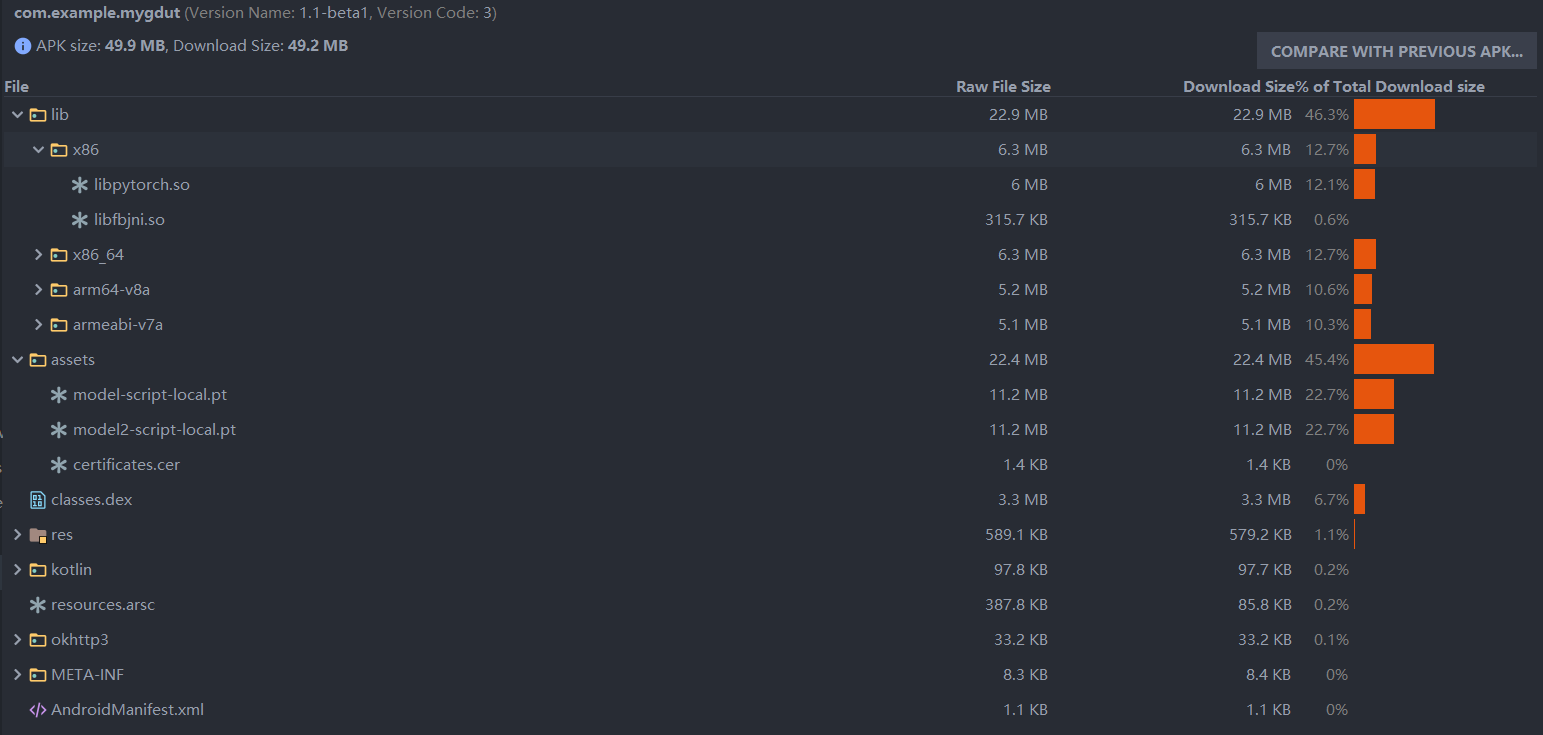 com.example.mygdut (Version Name: 1.1-beta1, Version Code: 3)
APK size: 49.9 MB, Download Size: 49.2 MB
COMPARE WITH PREVIOUS APK...
File Raw File Size Download Size% of Total Download size
lib 22.9 MB 22.9 MB 46.3%
x86 6.3 MB 6.3 MB 12.7%
libpytorch.so 6 MB 6 MB 12.1%
libfbjni.so 315.7 KB 315.7 KB 0.6%
x86_64 6.3 MB 6.3 MB 12.7%
arm64-v8a 5.2 MB 5.2 MB 10.6%
armeabi-v7a 5.1 MB 5.1 MB 10.3%
assets 22.4 MB 22.4 MB 45.4%
model-script-local.pt 11.2 MB 11.2 MB 22.7%
model2-script-local.pt 11.2 MB 11.2 MB 22.7%
certificates.cer 1.4 KB 1.4 KB 0%
classes.dex 3.3 MB 3.3 MB 6.7%
res 589.1 KB 579.2 KB 1.1%
kotlin 97.8 KB 97.7 KB 0.2%
resources.arsc 387.8 KB 85.8 KB 0.2%
okhttp3 33.2 KB 33.2 KB 0.1%
META-INF 8.3 KB 8.4 KB 0%
AndroidManifest.xml 1.1 KB 1.1 KB 0%